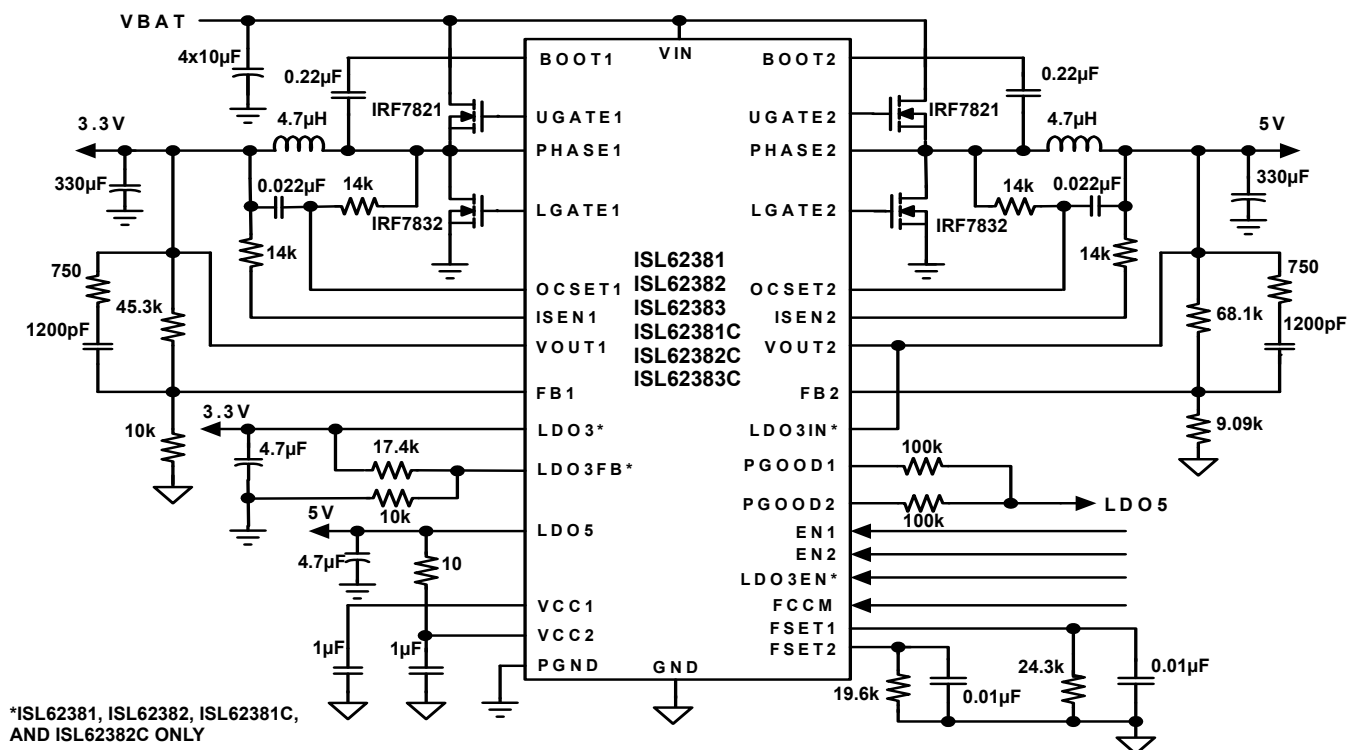 VBAT
4x10µF
0.22µF
IRF7821
4.7µH
3.3V
330µF
0.022µF
14k
IRF7832
14k
750
45.3k
1200pF
10k
3.3V
4.7µF
17.4k
10k
5V
4.7µF
10
1µF
1µF
VIN
BOOT1
UGATE1
PHASE1
LGATE1
OCSET1
ISEN1
VOUT1
FB1
LDO3*
LDO3FB*
LDO5
VCC1
VCC2
PGND
GND
ISL62381
ISL62382
ISL62383
ISL62381C
ISL62382C
ISL62383C
BOOT2
UGATE2
PHASE2
LGATE2
OCSET2
ISEN2
VOUT2
FB2
LDO3IN*
PGOOD1
PGOOD2
EN1
EN2
LDO3EN*
FCCM
FSET1
FSET2
0.22µF
IRF7821
4.7µH
5V
330µF
14k
0.022µF
IRF7832
14k
750
68.1k
1200pF
9.09k
100k
100k
LDO5
19.6k
0.01µF
24.3k
0.01µF
*ISL62381, ISL62382, ISL62381C,
AND ISL62382C ONLY